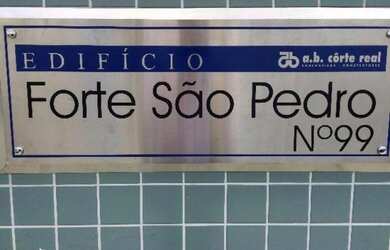 EDIFÍCIO
a.b. côrte real
Forte São Pedro
Nº99